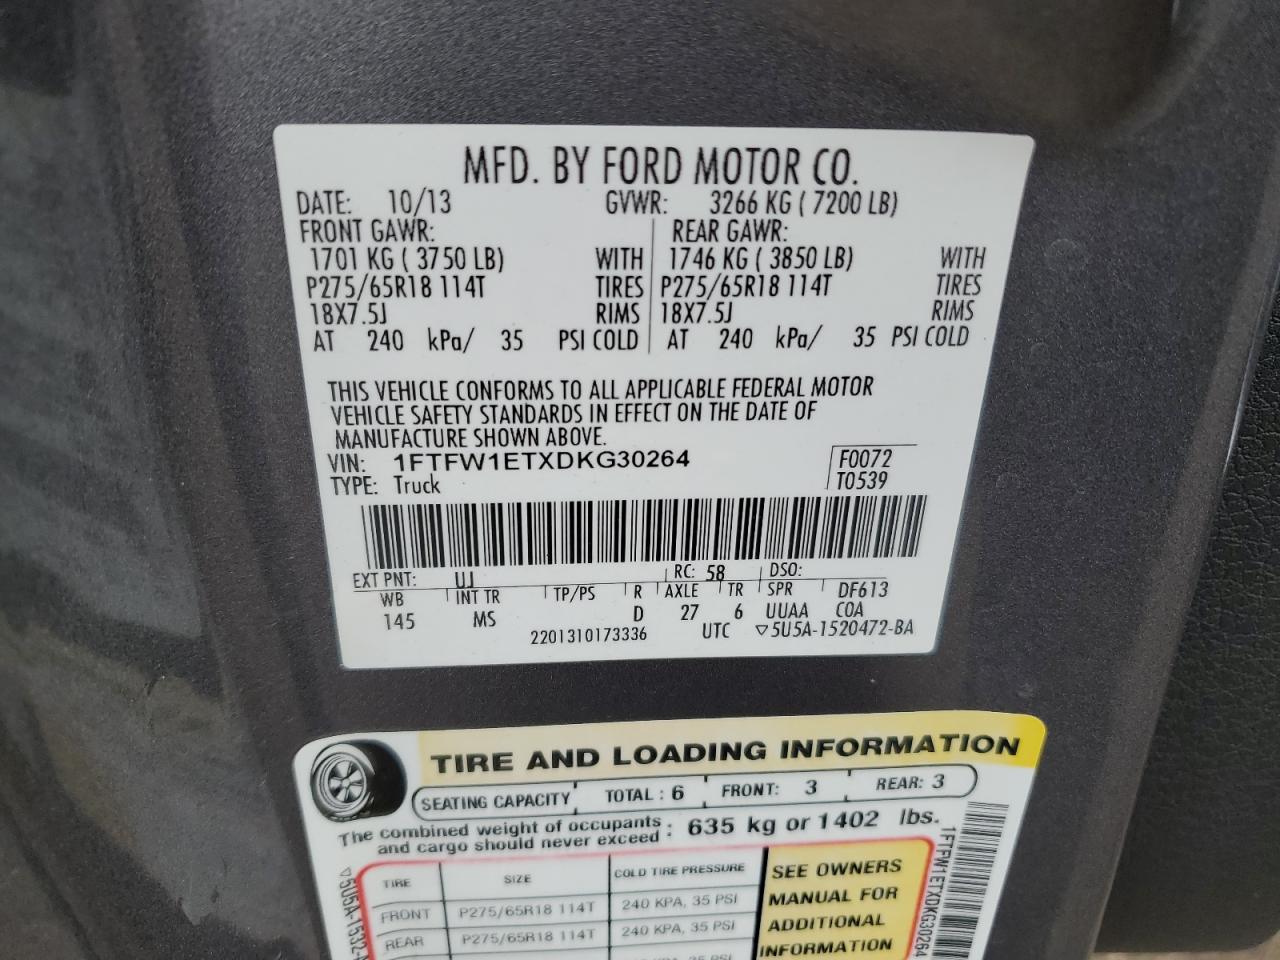 MFD. BY FORD MOTOR CO.
DATE: 10/13 GVWR: 3266 KG ( 7200 LB)
FRONT GAWR: REAR GAWR:
1701 KG ( 3750 LB) WITH 1746 KG ( 3850 LB) WITH
P275/65R18 114T TIRES P275/65R18 114T TIRES
18X7.5J RIMS 18X7.5J RIMS
AT 240 kPa/ 35 PSI COLD AT 240 kPa/ 35 PSI COLD
THIS VEHICLE CONFORMS TO ALL APPLICABLE FEDERAL MOTOR
VEHICLE SAFETY STANDARDS IN EFFECT ON THE DATE OF
MANUFACTURE SHOWN ABOVE.
VIN: 1FTFW1ETXDKG30264 F0072
TYPE: Truck T0539
EXT PNT: UJ RC: 58 DSO:
WB INT TR TP/PS R AXLE TR SPR DF613
145 MS D 27 6 UUAA COA
2201310173336 UTC ▽5U5A-1520472-BA
TIRE AND LOADING INFORMATION
SEATING CAPACITY TOTAL : 6 FRONT: 3 REAR: 3
The combined weight of occupants
and cargo should never exceed : 635 kg or 1402 lbs.
TIRE SIZE COLD TIRE PRESSURE
FRONT P275/65R18 114T 240 KPA, 35 PSI
REAR P275/65R18 114T 240 KPA, 35 PSI
SEE OWNERS
MANUAL FOR
ADDITIONAL
INFORMATION
1FTFW1ETXDKG30264
▽5U5A-1532-